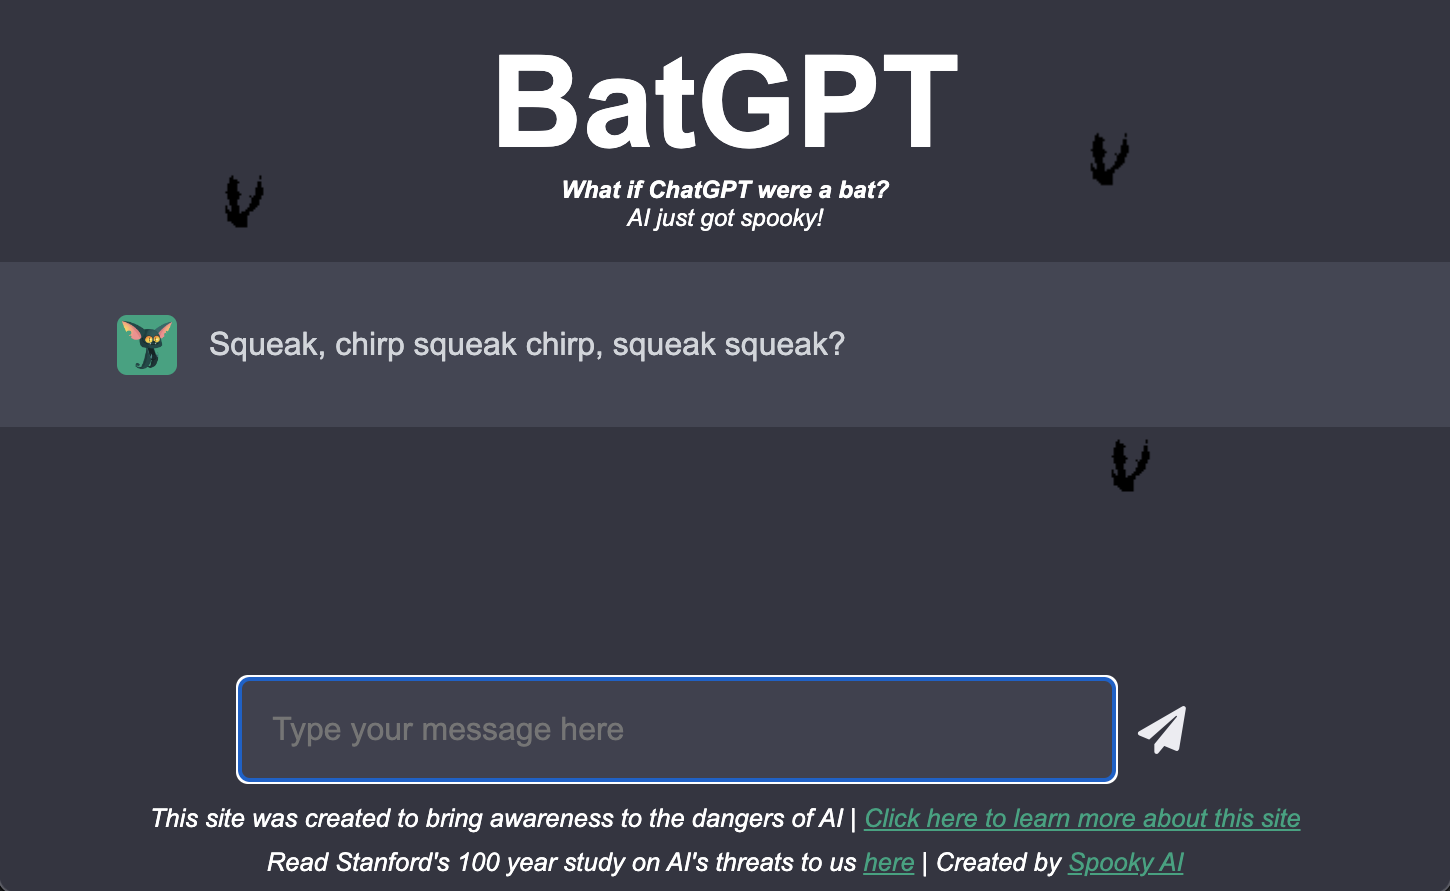 BatGPT
What if ChatGPT were a bat?
AI just got spooky!
Squeak, chirp squeak chirp, squeak squeak?
Type your message here
This site was created to bring awareness to the dangers of AI | Click here to learn more about this site
Read Stanford's 100 year study on AI's threats to us here | Created by Spooky AI